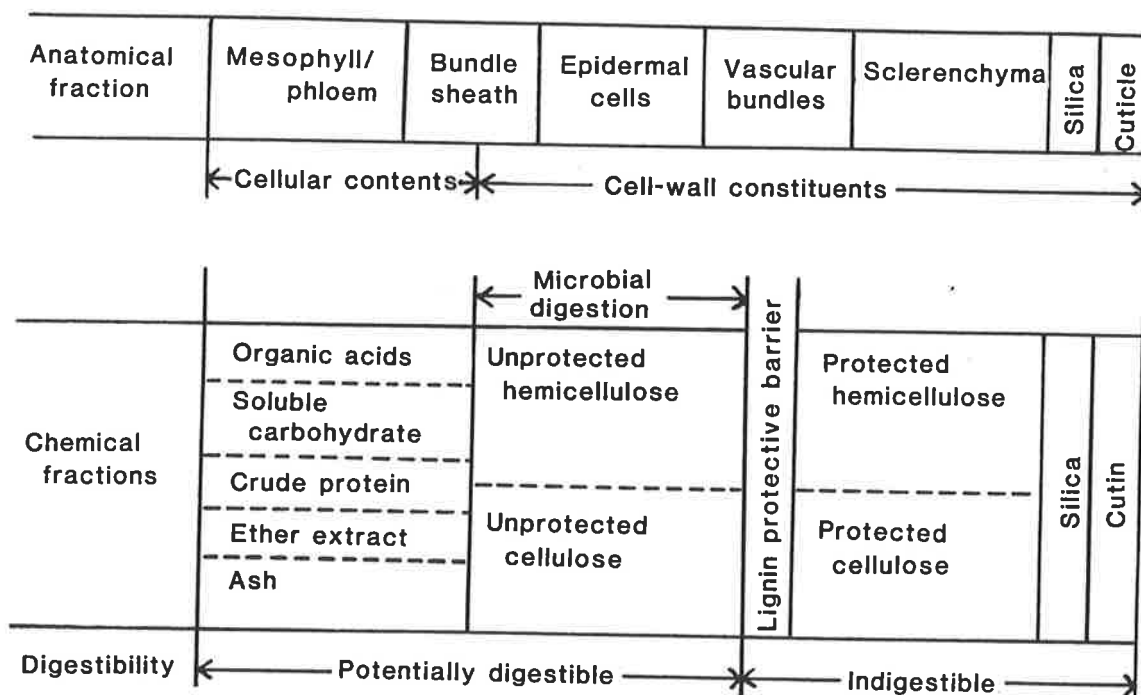 Anatomical
fraction
Mesophyll/
phloem
Bundle
sheath
Epidermal
cells
Vascular
bundles
Sclerenchyma
Silica
Cuticle
Cellular contents
Cell-wall constituents
Microbial
digestion
Chemical
fractions
Organic acids
Soluble
carbohydrate
Crude protein
Ether extract
Ash
Unprotected
hemicellulose
Unprotected
cellulose
Lignin protective barrier
Protected
hemicellulose
Protected
cellulose
Silica
Cutin
Digestibility
Potentially digestible
Indigestible